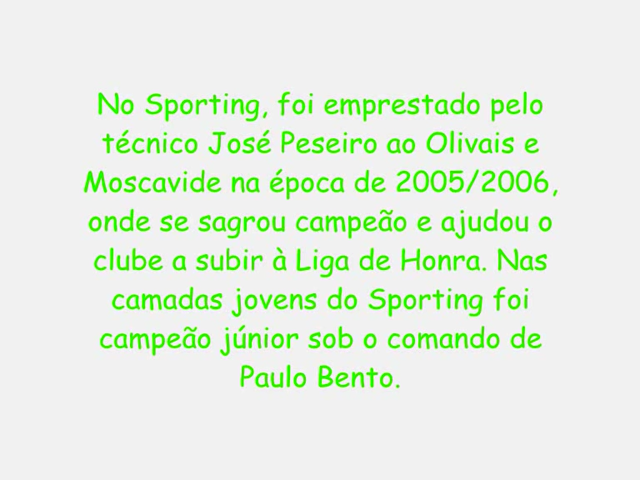 No Sporting, foi emprestado pelo
técnico José Peseiro ao Olivais e
Moscavide na época de 2005/2006,
onde se sagrou campeão e ajudou o
clube a subir à Liga de Honra. Nas
camadas jovens do Sporting foi
campeão júnior sob o comando de
Paulo Bento.